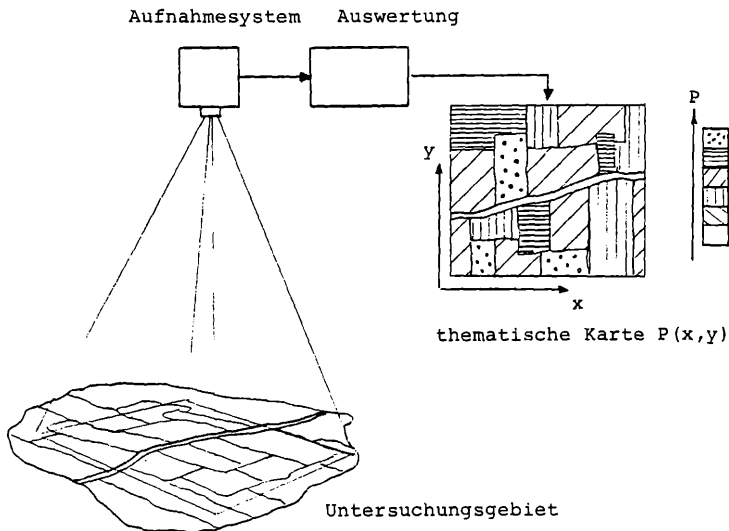 Aufnahmesystem Auswertung
P
y
x
thematische Karte P(x,y)
Untersuchungsgebiet